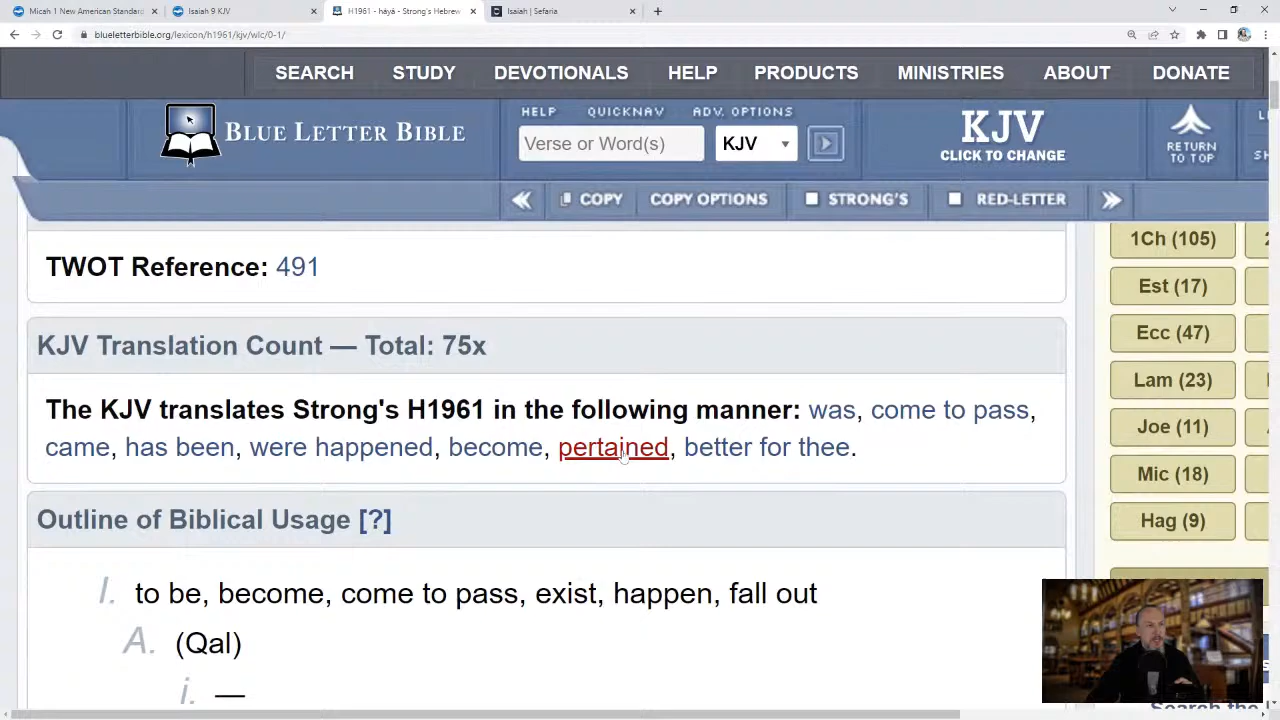 Micah 1 New American Standard
Isaiah 9 KJV
H1961 - hāyâ - Strong's Hebrew
Isaiah | Sefaria
blueletterbible.org/lexicon/h1961/kjv/wlc/0-1/
SEARCH STUDY DEVOTIONALS HELP PRODUCTS MINISTRIES ABOUT DONATE
HELP QUICKNAV ADV. OPTIONS
BLUE LETTER BIBLE
Verse or Word(s)
KJV
KJV
CLICK TO CHANGE
RETURN
TO TOP
COPY COPY OPTIONS STRONG'S RED-LETTER
TWOT Reference: 491
KJV Translation Count — Total: 75x
The KJV translates Strong's H1961 in the following manner: was, come to pass,
came, has been, were happened, become, pertained, better for thee.
Outline of Biblical Usage [?]
I. to be, become, come to pass, exist, happen, fall out
A. (Qal)
i. —
1Ch (105)
Est (17)
Ecc (47)
Lam (23)
Joe (11)
Mic (18)
Hag (9)